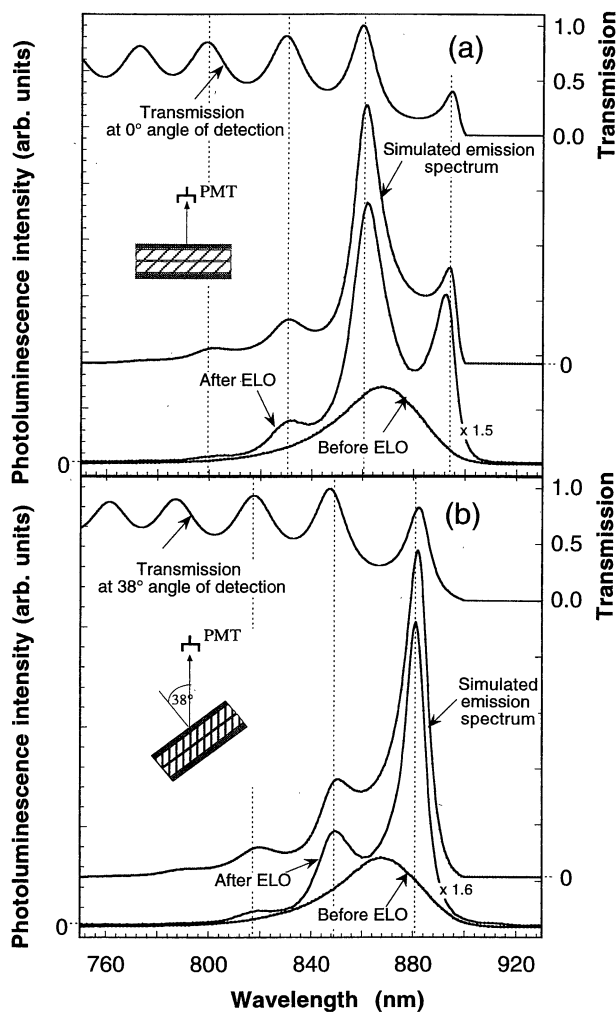 (a)
1.0
0.5
0.0
Transmission
Photoluminescence intensity (arb. units)
Transmission
at 0° angle of detection
Simulated emission
spectrum
PMT
After ELO
Before ELO
x 1.5
0
0
(b)
1.0
0.5
0.0
Transmission
Photoluminescence intensity (arb. units)
Transmission
at 38° angle of detection
PMT
38°
Simulated
emission
spectrum
After ELO
Before ELO
x 1.6
0
0
760 800 840 880 920
Wavelength (nm)